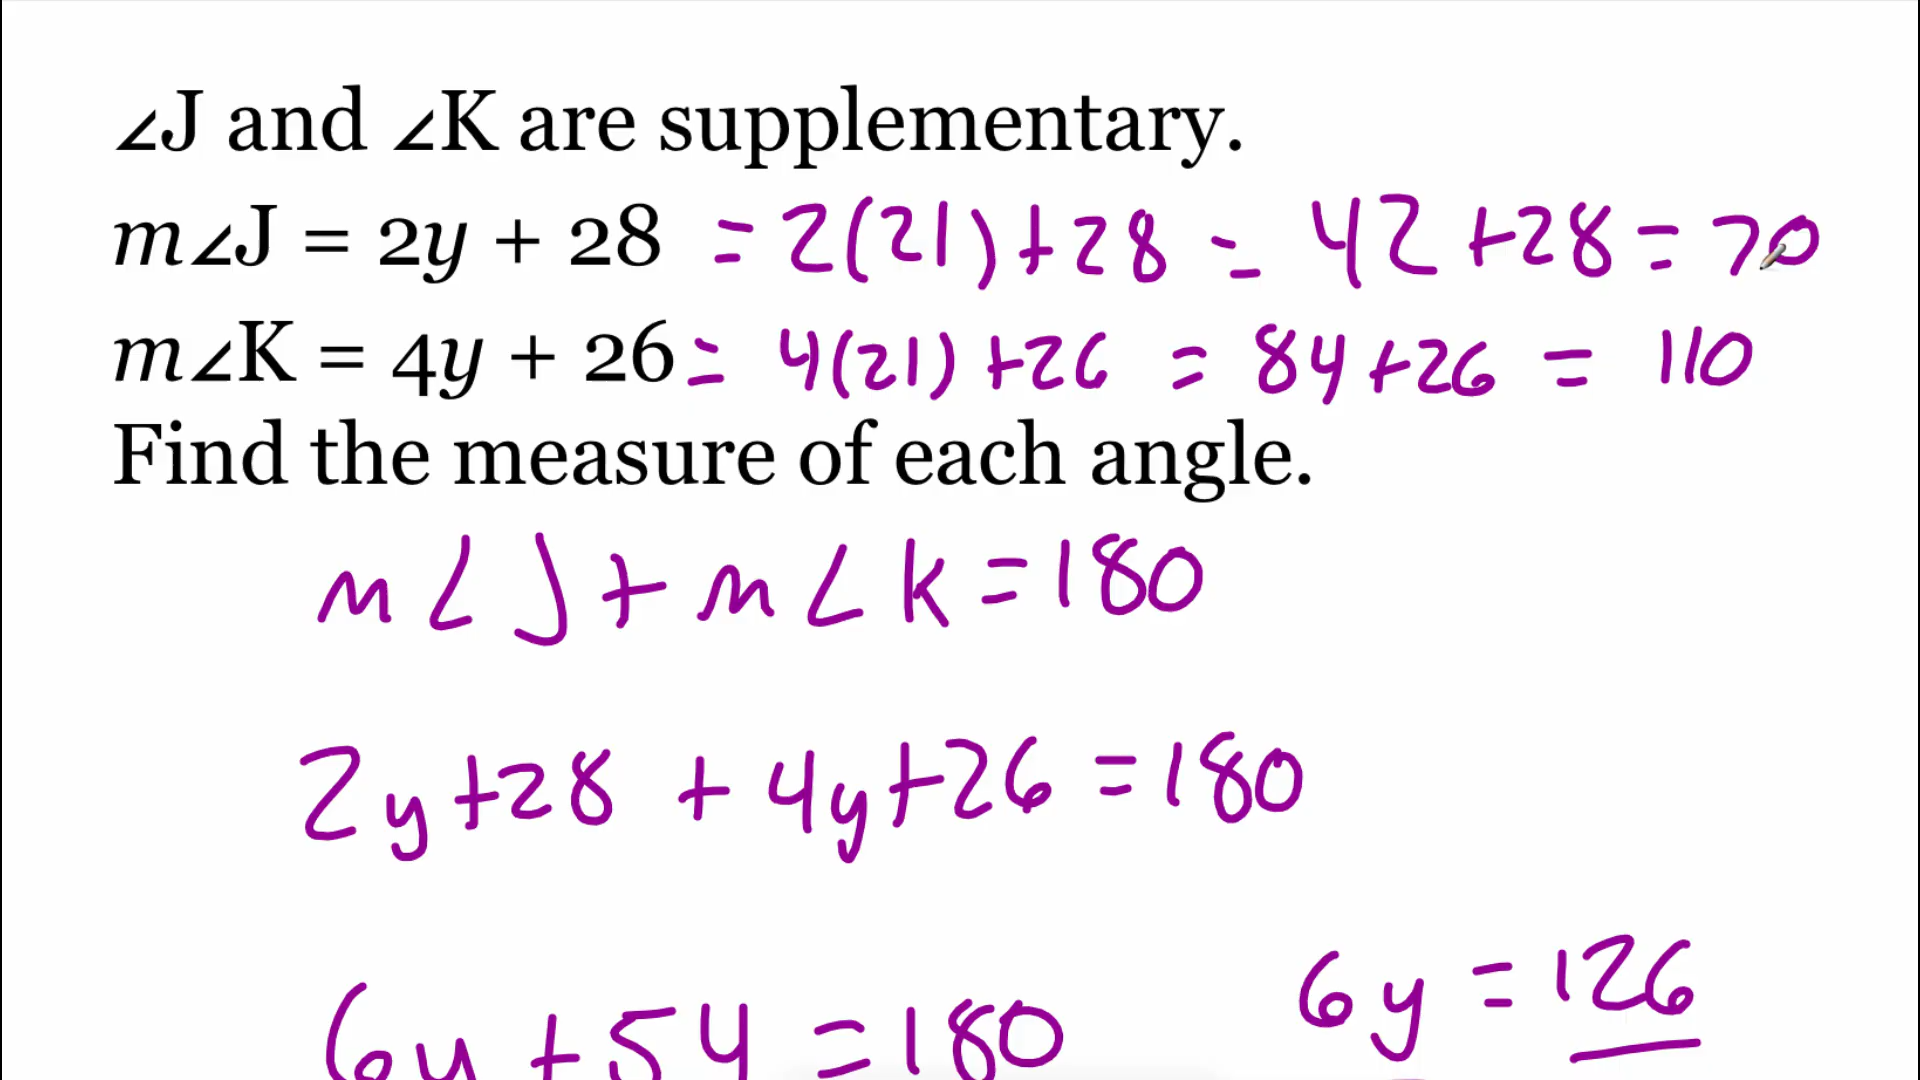 ∠J and ∠K are supplementary.
m∠J = 2y + 28 = 2(21)+28 = 42+28=70
m∠K = 4y + 26 = 4(21)+26 = 84+26 = 110
Find the measure of each angle.
m∠J+m∠K=180
2y+28 + 4y+26=180
6y=126
6y+54=180